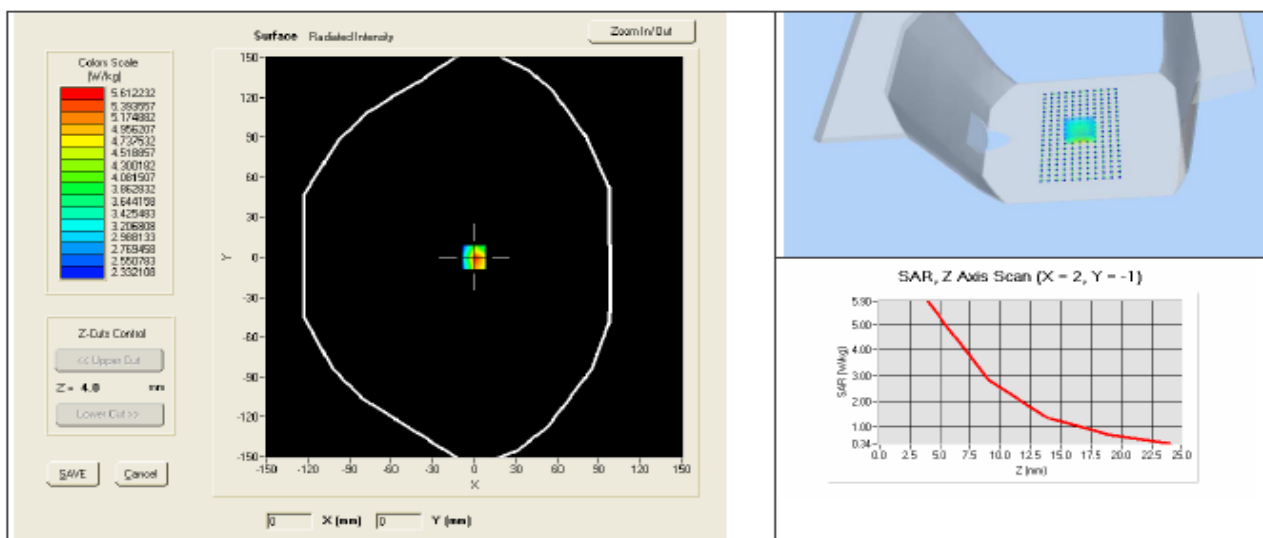 Surface Radiated Intensity
Zoom In/Out
Colors Scale
[W/kg]
5.612232
5.393557
5.174882
4.956207
4.737532
4.518857
4.300182
4.081507
3.862832
3.644158
3.425483
3.206808
2.988133
2.769458
2.550783
2.332108
Z-Cuts Control
<< Upper Cut
Z = 4.0 mm
Lower Cut >>
SAVE Cancel
150
120
90
60
30
0
-30
-60
-90
-120
-150
Y
-150 -120 -90 -60 -30 0 30 60 90 120 150
X
0 X (mm) 0 Y (mm)
SAR, Z Axis Scan (X = 2, Y = -1)
SAR (W/kg)
5.90
5.00
4.00
3.00
2.00
1.00
0.34
0.0 2.5 5.0 7.5 10.0 12.5 15.0 17.5 20.0 22.5 25.0
Z (mm)